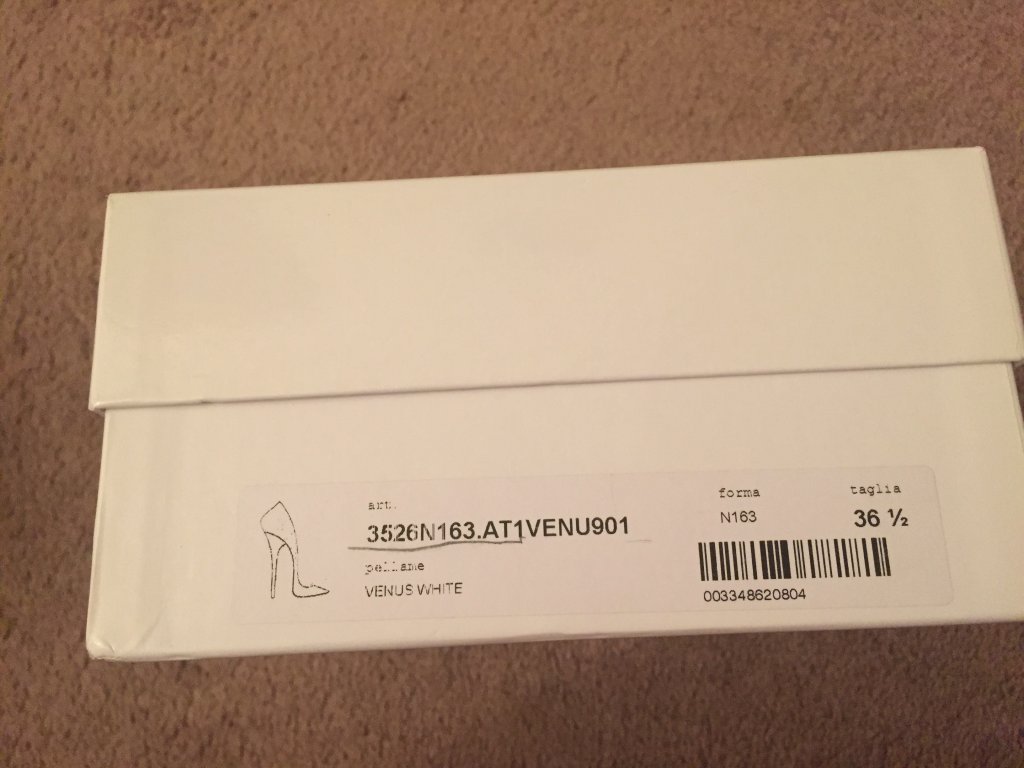 art.
3526N163.AT1VENU901
pellame
VENUS WHITE
forma
N163
taglia
36 ½
003348620804